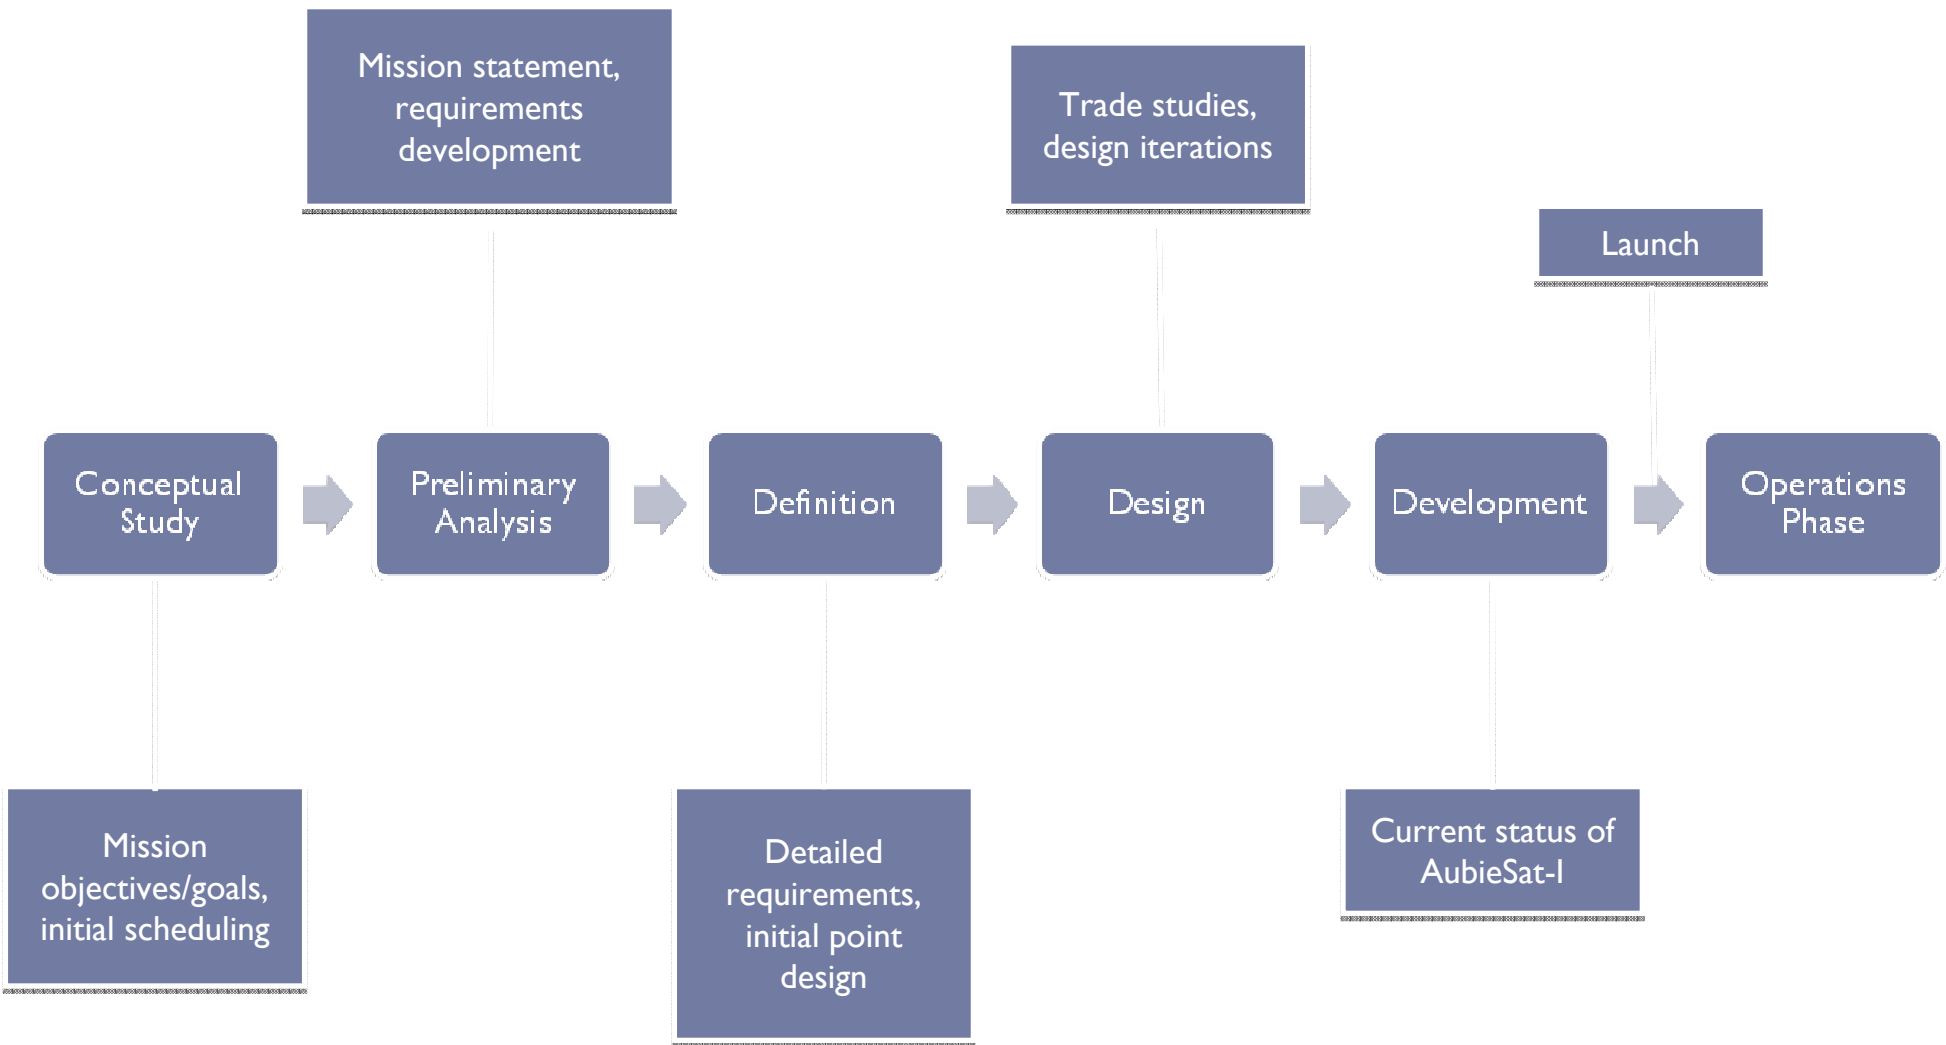 Mission statement,
requirements
development
Trade studies,
design iterations
Launch
Conceptual
Study
Preliminary
Analysis
Definition
Design
Development
Operations
Phase
Mission
objectives/goals,
initial scheduling
Detailed
requirements,
initial point
design
Current status of
AubieSat-I